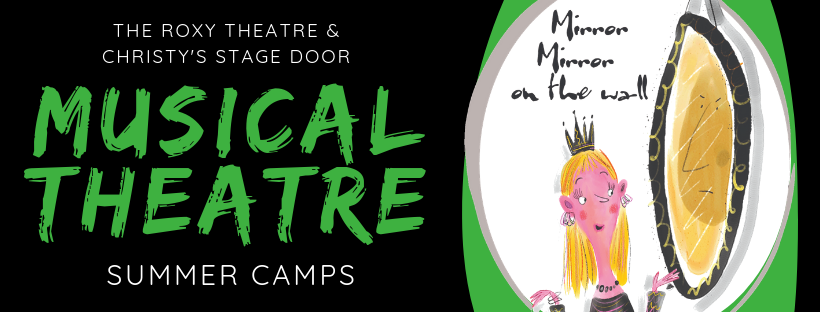 THE ROXY THEATRE &
CHRISTY'S STAGE DOOR
MUSICAL
THEATRE
SUMMER CAMPS
Mirror
Mirror
on the wall